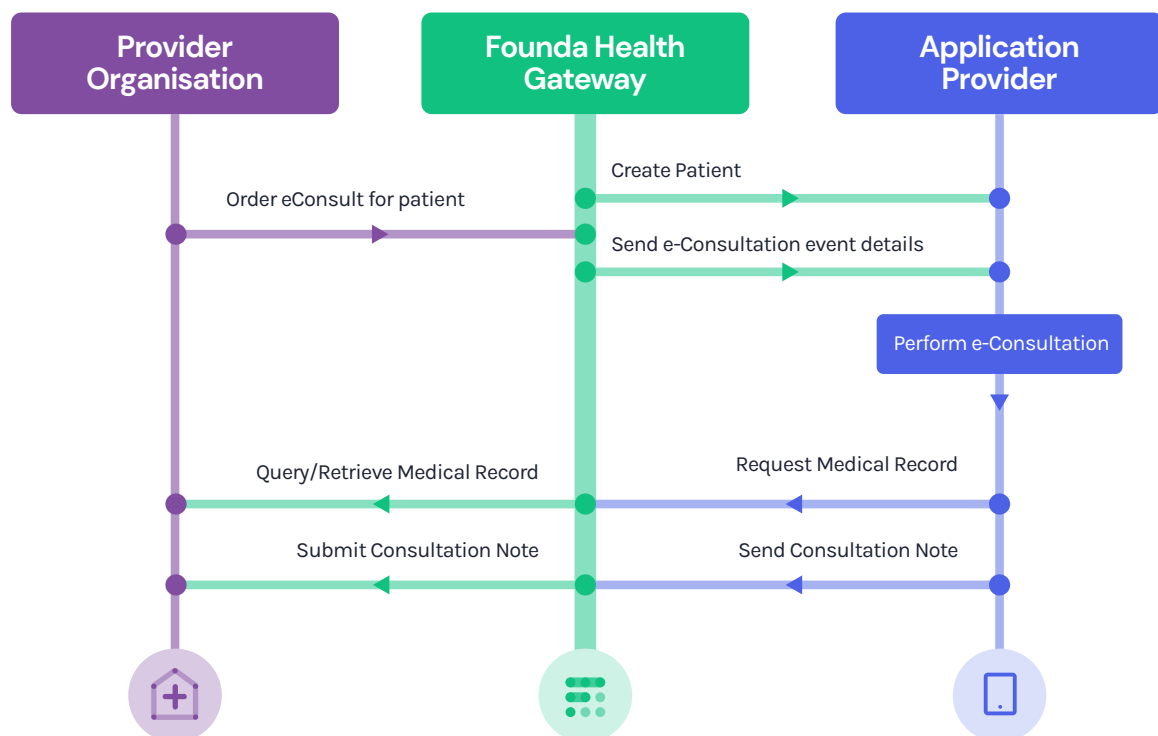 Provider
Organisation
Founda Health
Gateway
Application
Provider
Create Patient
Order eConsult for patient
Send e-Consultation event details
Perform e-Consultation
Request Medical Record
Query/Retrieve Medical Record
Submit Consultation Note
Send Consultation Note